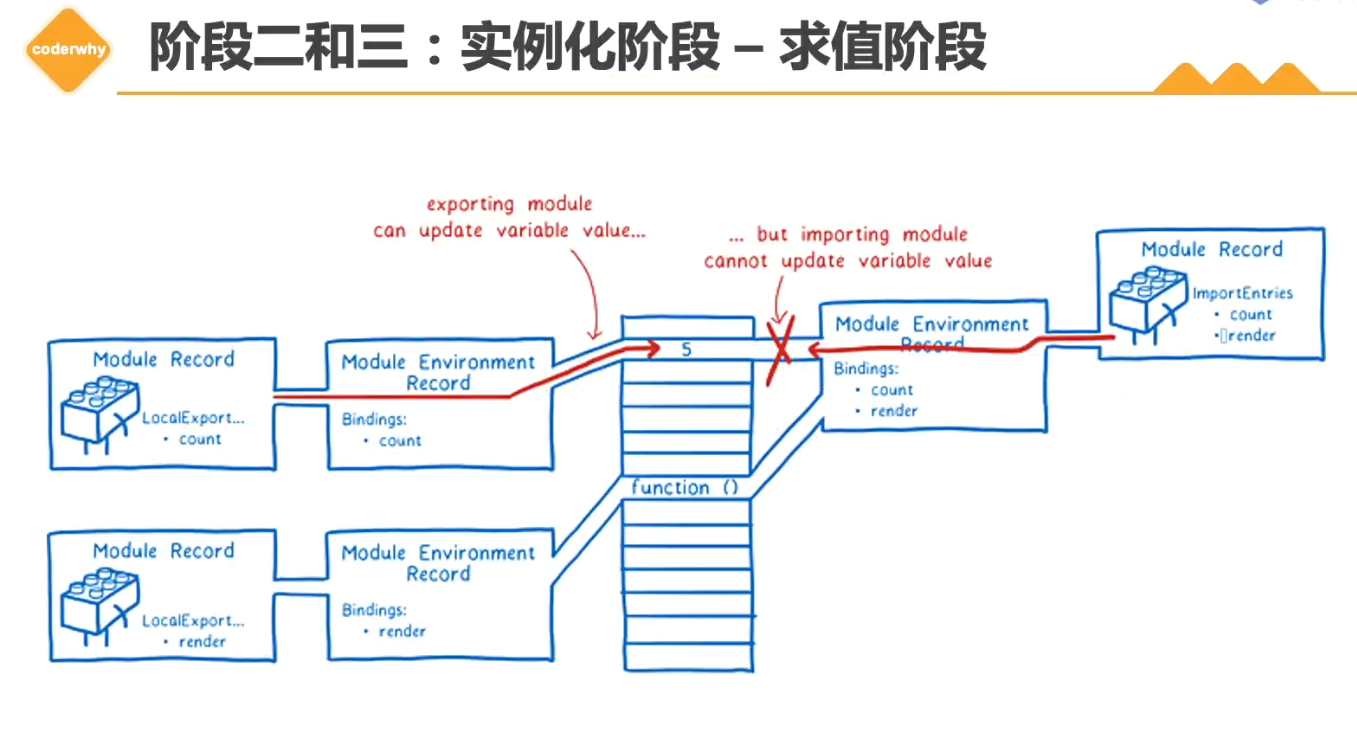 coderwhy
阶段二和三：实例化阶段 – 求值阶段
exporting module
can update variable value...
... but importing module
cannot update variable value
Module Record
ImportEntries
• count
•▯render
Module Environment
Record
Bindings:
• count
• render
5
Module Record
LocalExport...
• count
Module Environment
Record
Bindings:
• count
function ()
Module Record
LocalExport...
• render
Module Environment
Record
Bindings:
• render